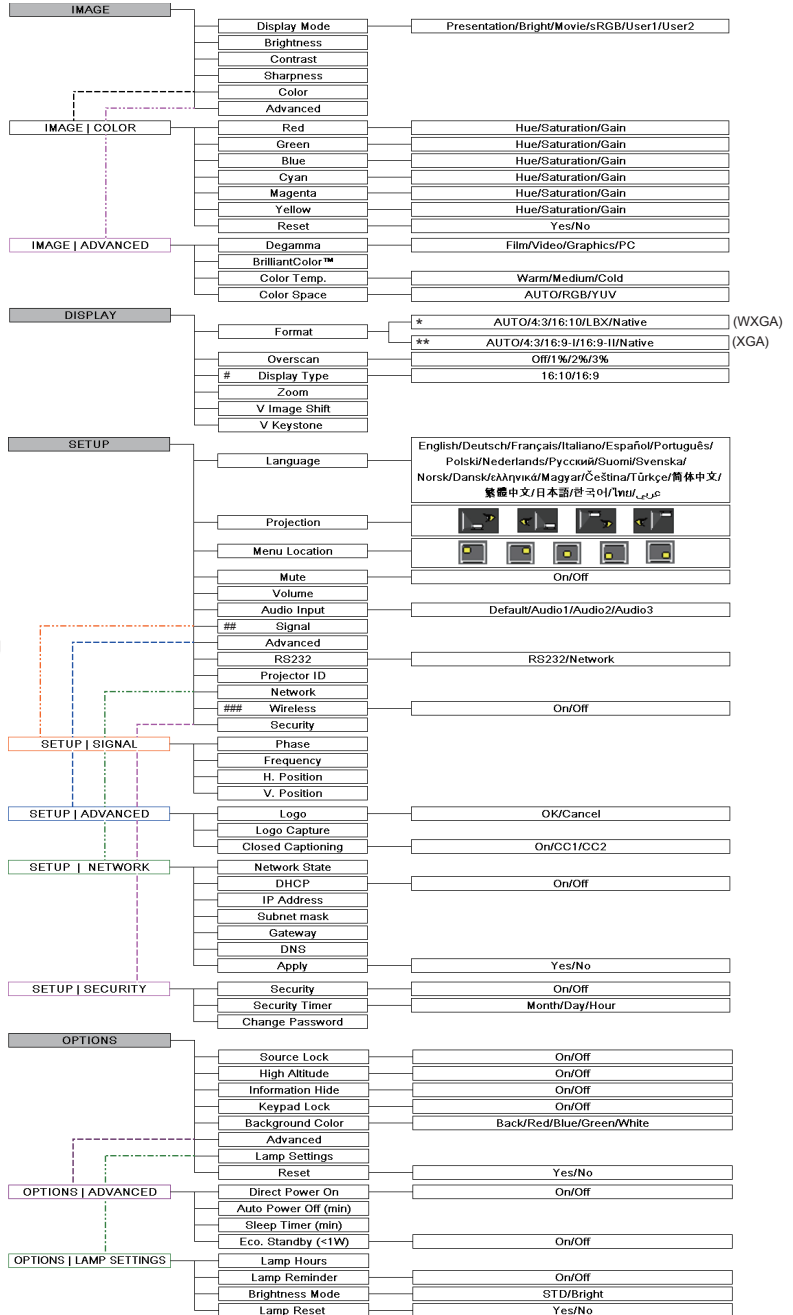 IMAGE
Display Mode Presentation/Bright/Movie/sRGB/User1/User2
Brightness
Contrast
Sharpness
Color
Advanced
IMAGE | COLOR Red Hue/Saturation/Gain
Green Hue/Saturation/Gain
Blue Hue/Saturation/Gain
Cyan Hue/Saturation/Gain
Magenta Hue/Saturation/Gain
Yellow Hue/Saturation/Gain
Reset Yes/No
IMAGE | ADVANCED Degamma Film/Video/Graphics/PC
BrilliantColor™
Color Temp. Warm/Medium/Cold
Color Space AUTO/RGB/YUV
DISPLAY
Format
* AUTO/4:3/16:10/LBX/Native (WXGA)
** AUTO/4:3/16:9-I/16:9-II/Native (XGA)
Overscan Off/1%/2%/3%
# Display Type 16:10/16:9
Zoom
V Image Shift
V Keystone
SETUP
Language
English/Deutsch/Français/Italiano/Español/Português/
Polski/Nederlands/Русский/Suomi/Svenska/
Norsk/Dansk/ελληνικά/Magyar/Čeština/Türkçe/简体中文/
繁體中文/日本語/한국어/ไทย/عربي
Projection
Menu Location
Mute On/Off
Volume
Audio Input Default/Audio1/Audio2/Audio3
## Signal
Advanced
RS232 RS232/Network
Projector ID
Network
### Wireless On/Off
Security
SETUP | SIGNAL Phase
Frequency
H. Position
V. Position
SETUP | ADVANCED Logo OK/Cancel
Logo Capture
Closed Captioning On/CC1/CC2
SETUP | NETWORK Network State
DHCP On/Off
IP Address
Subnet mask
Gateway
DNS
Apply Yes/No
SETUP | SECURITY Security On/Off
Security Timer Month/Day/Hour
Change Password
OPTIONS
Source Lock On/Off
High Altitude On/Off
Information Hide On/Off
Keypad Lock On/Off
Background Color Back/Red/Blue/Green/White
Advanced
Lamp Settings
Reset Yes/No
OPTIONS | ADVANCED Direct Power On On/Off
Auto Power Off (min)
Sleep Timer (min)
Eco. Standby (<1W) On/Off
OPTIONS | LAMP SETTINGS Lamp Hours
Lamp Reminder On/Off
Brightness Mode STD/Bright
Lamp Reset Yes/No